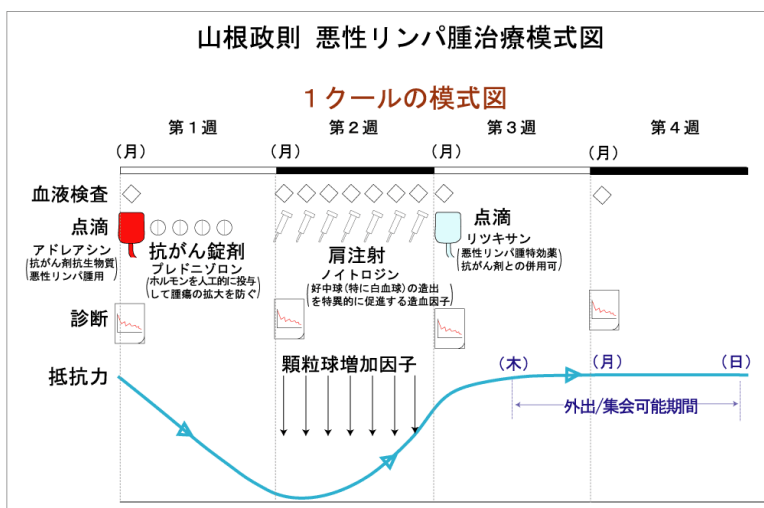 山根政則 悪性リンパ腫治療模式図
1クールの模式図
第1週
第2週
第3週
第4週
(月)
(月)
(月)
(月)
血液検査
点滴
アドレアシン
(抗がん剤抗生物質)
悪性リンパ腫用
抗がん錠剤
プレドニゾロン
(ホルモンを人工的に投与)
して腫瘍の拡大を防ぐ
肩注射
ノイトロジン
(好中球(特に白血球)の造出)
を特異的に促進する造血因子
点滴
リツキサン
(悪性リンパ腫特効薬)
抗がん剤との併用可
診断
抵抗力
顆粒球増加因子
(木)
(月)
(日)
外出/集会可能期間